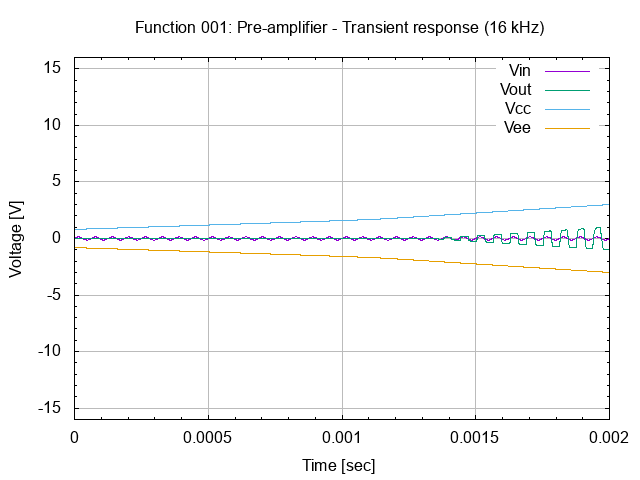 Function 001: Pre-amplifier - Transient response (16 kHz)
Vin
Vout
Vcc
Vee
Voltage [V]
15
10
5
0
-5
-10
-15
0 0.0005 0.001 0.0015 0.002
Time [sec]